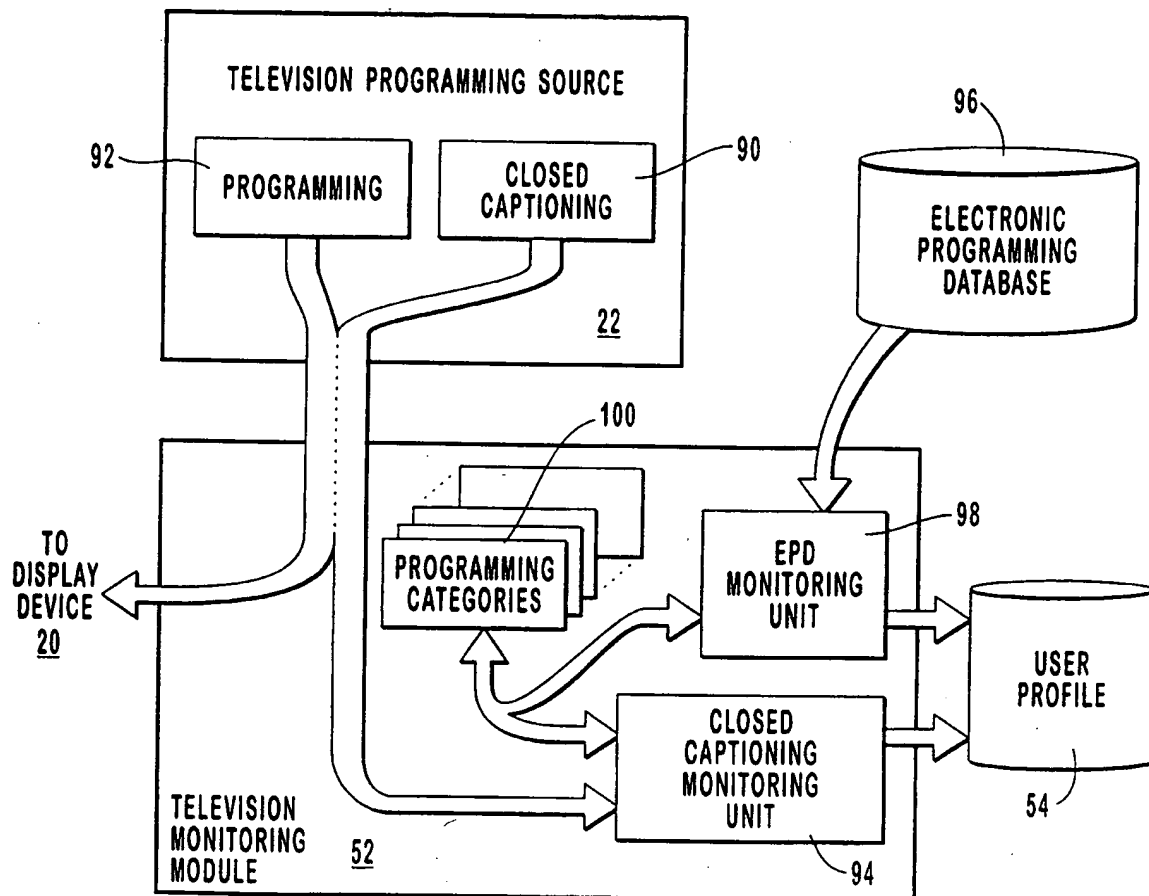 TELEVISION PROGRAMMING SOURCE
92
PROGRAMMING
CLOSED
CAPTIONING
90
22
96
ELECTRONIC
PROGRAMMING
DATABASE
100
PROGRAMMING
CATEGORIES
98
EPD
MONITORING
UNIT
TO
DISPLAY
DEVICE
20
USER
PROFILE
54
CLOSED
CAPTIONING
MONITORING
UNIT
94
TELEVISION
MONITORING
MODULE
52